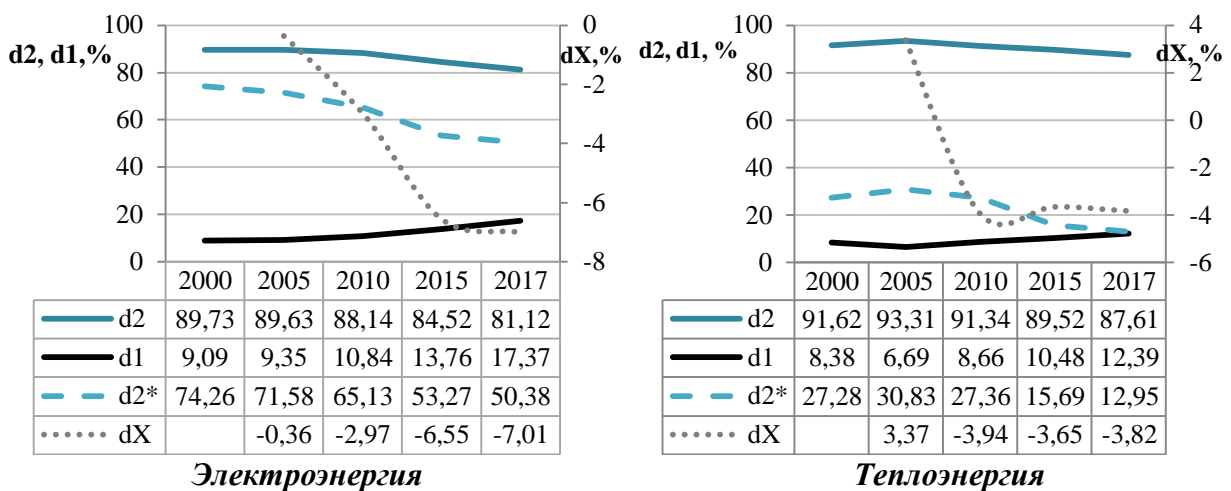 d2, d1,%
100
80
60
40
20
0
dX,%
0
-2
-4
-6
-8
2000 2005 2010 2015 2017
d2 89,73 89,63 88,14 84,52 81,12
d1 9,09 9,35 10,84 13,76 17,37
d2* 74,26 71,58 65,13 53,27 50,38
dX -0,36 -2,97 -6,55 -7,01
Электроэнергия
d2, d1, %
100
80
60
40
20
0
dX,%
4
2
0
-2
-4
-6
2000 2005 2010 2015 2017
d2 91,62 93,31 91,34 89,52 87,61
d1 8,38 6,69 8,66 10,48 12,39
d2* 27,28 30,83 27,36 15,69 12,95
dX 3,37 -3,94 -3,65 -3,82
Теплоэнергия